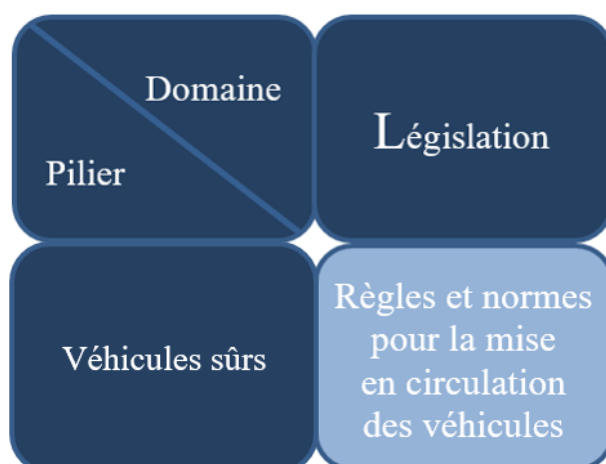 Domaine
Pilier
Législation
Véhicules sûrs
Règles et normes
pour la mise
en circulation
des véhicules